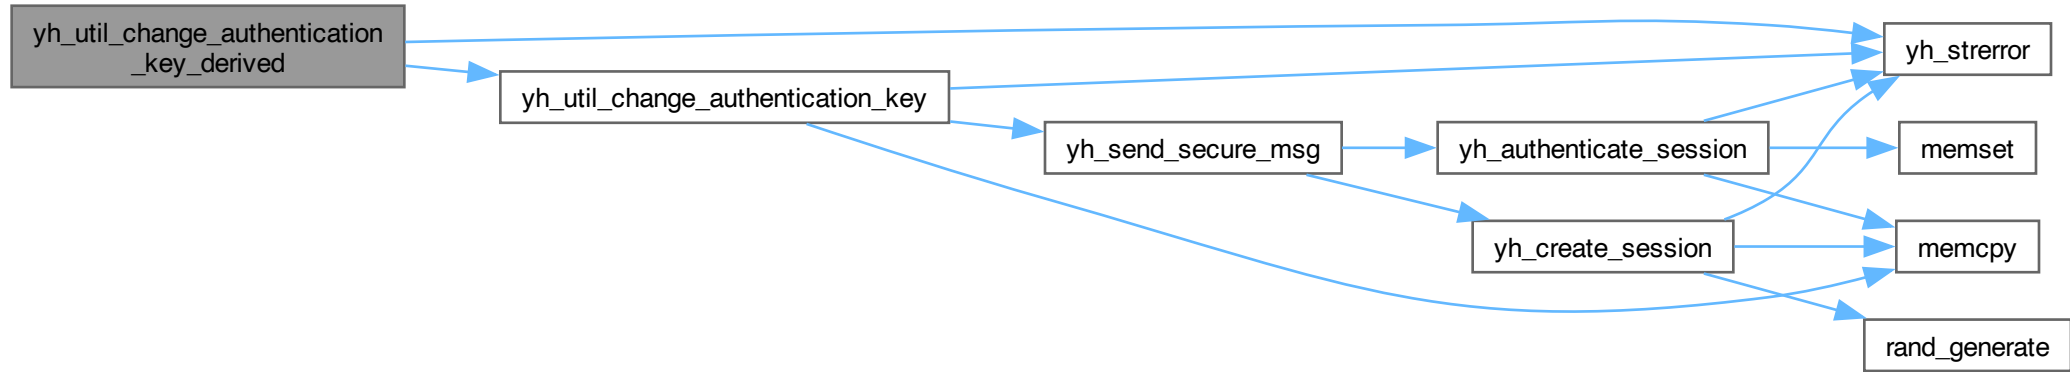 yh_util_change_authentication
_key_derived
yh_util_change_authentication_key
yh_send_secure_msg
yh_authenticate_session
yh_create_session
yh_strerror
memset
memcpy
rand_generate